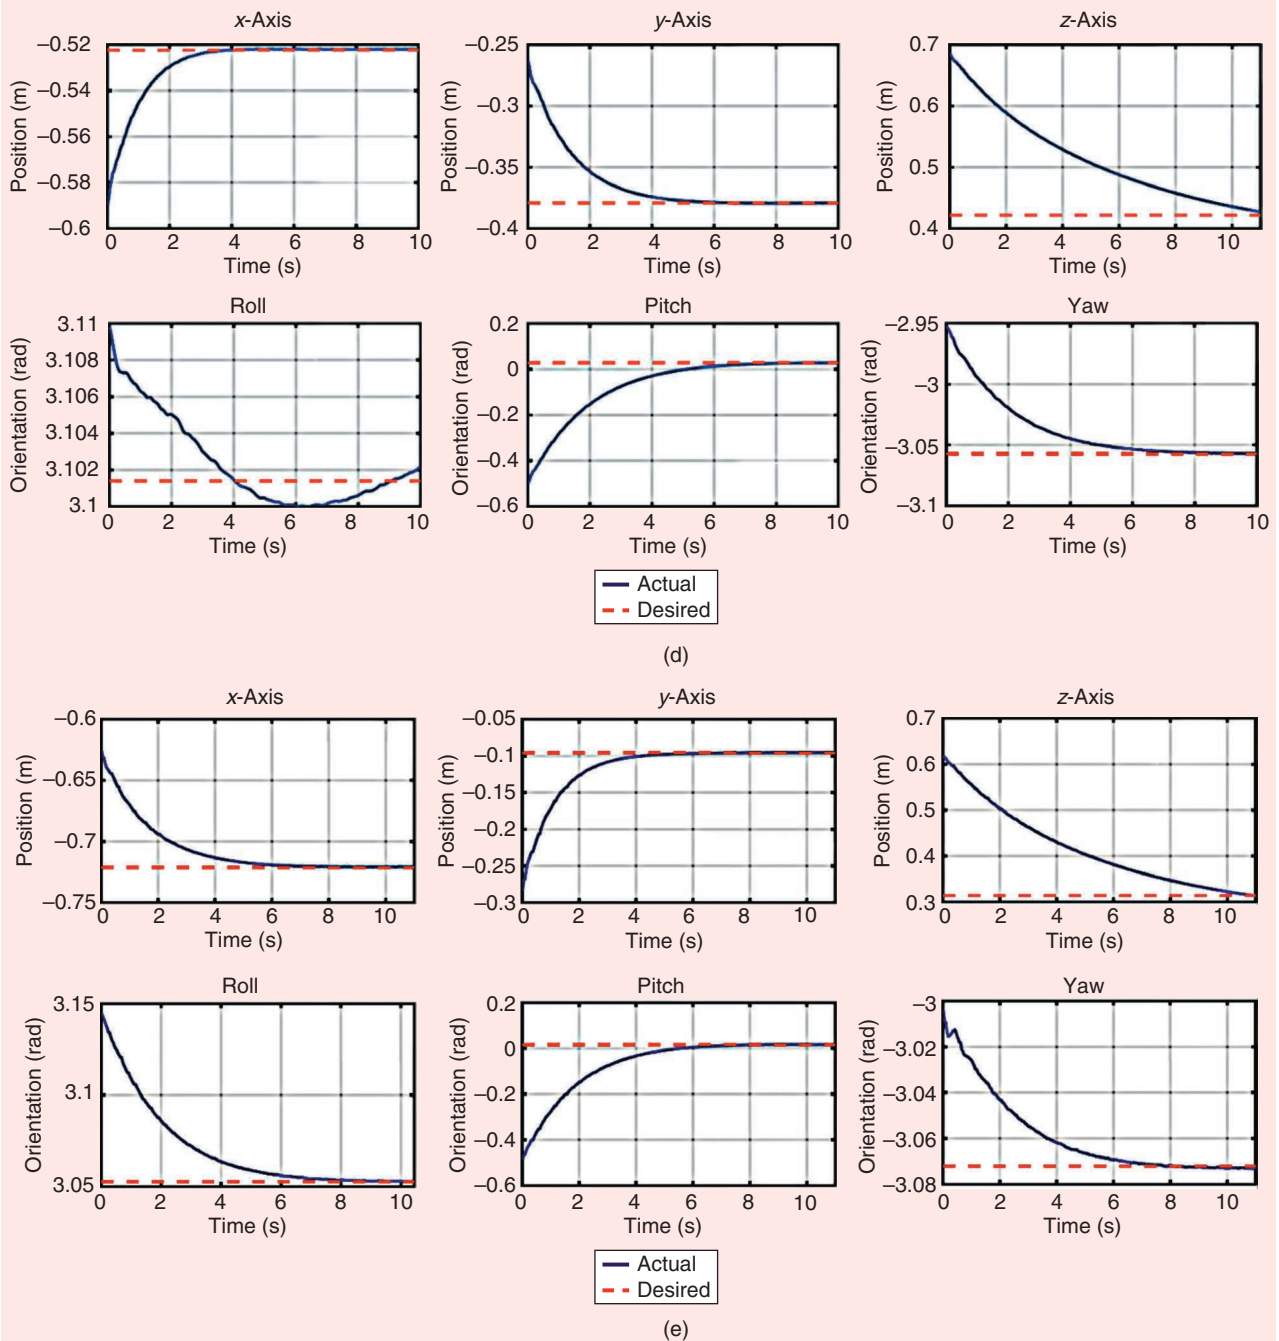 x-Axis
y-Axis
z-Axis
Position (m)
–0.52
–0.54
–0.56
–0.58
–0.6
0 2 4 6 8 10
Time (s)
Position (m)
–0.25
–0.3
–0.35
–0.4
0 2 4 6 8 10
Time (s)
Position (m)
0.7
0.6
0.5
0.4
0 2 4 6 8 10
Time (s)
Roll
Pitch
Yaw
Orientation (rad)
3.11
3.108
3.106
3.104
3.102
3.1
0 2 4 6 8 10
Time (s)
Orientation (rad)
0.2
0
–0.2
–0.4
–0.6
0 2 4 6 8 10
Time (s)
Orientation (rad)
–2.95
–3
–3.05
–3.1
0 2 4 6 8 10
Time (s)
Actual
Desired
(d)
x-Axis
y-Axis
z-Axis
Position (m)
–0.6
–0.65
–0.7
–0.75
0 2 4 6 8 10
Time (s)
Position (m)
–0.05
–0.1
–0.15
–0.2
–0.25
–0.3
0 2 4 6 8 10
Time (s)
Position (m)
0.7
0.6
0.5
0.4
0.3
0 2 4 6 8 10
Time (s)
Roll
Pitch
Yaw
Orientation (rad)
3.15
3.1
3.05
0 2 4 6 8 10
Time (s)
Orientation (rad)
0.2
0
–0.2
–0.4
–0.6
0 2 4 6 8 10
Time (s)
Orientation (rad)
–3
–3.02
–3.04
–3.06
–3.08
0 2 4 6 8 10
Time (s)
Actual
Desired
(e)